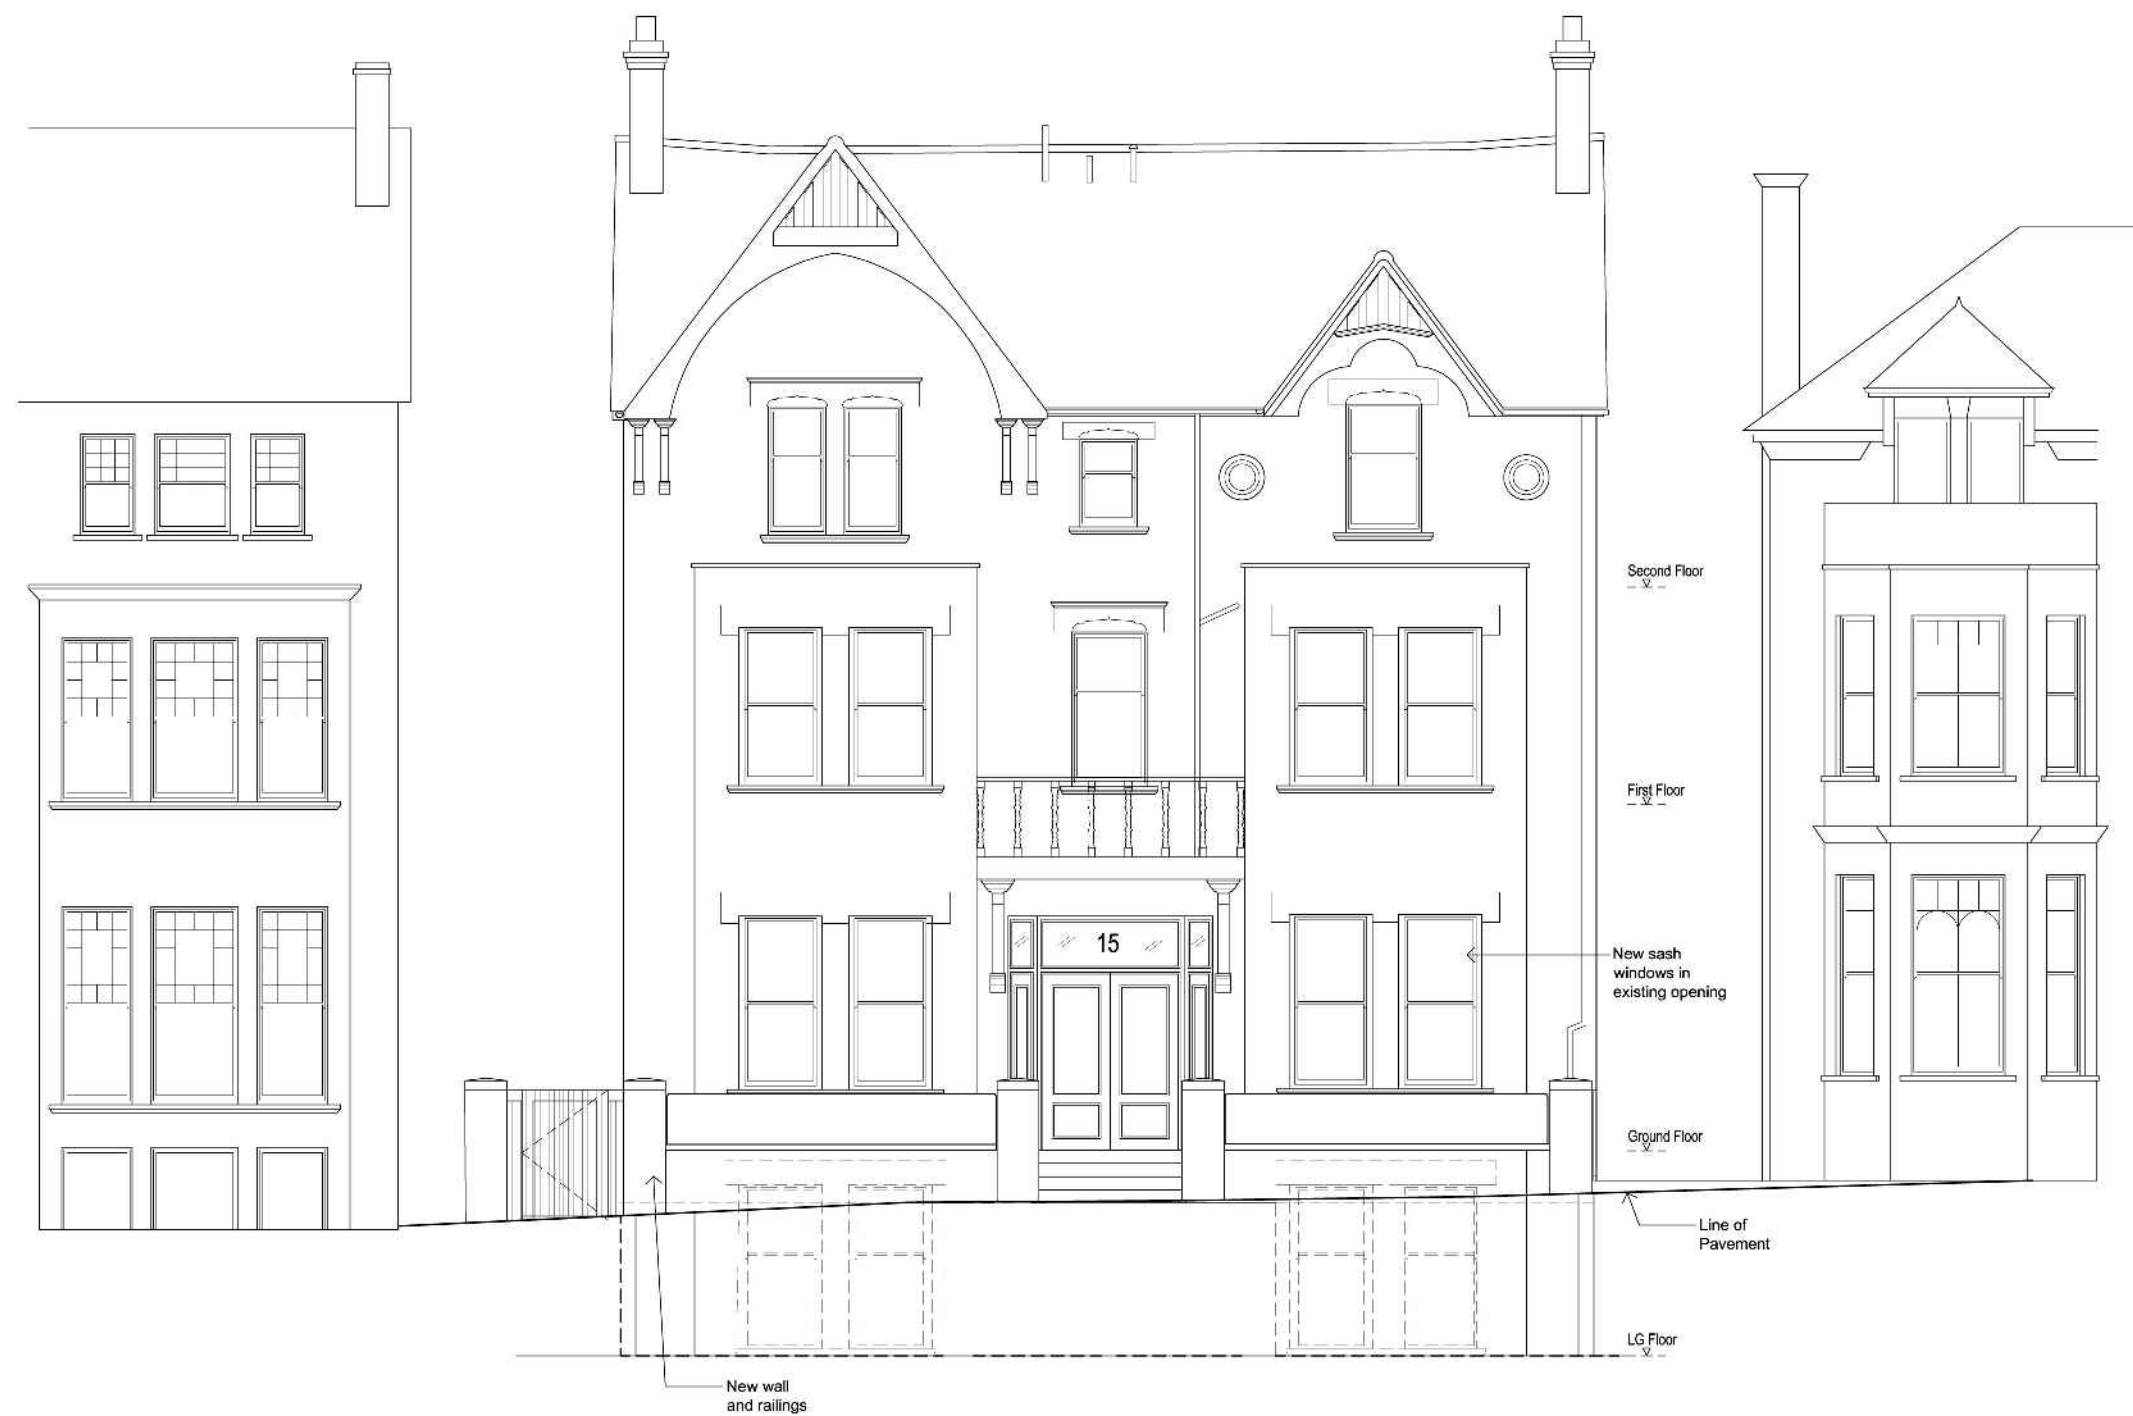 Second Floor
First Floor
15
New sash
windows in
existing opening
Ground Floor
Line of
Pavement
LG Floor
New wall
and railings